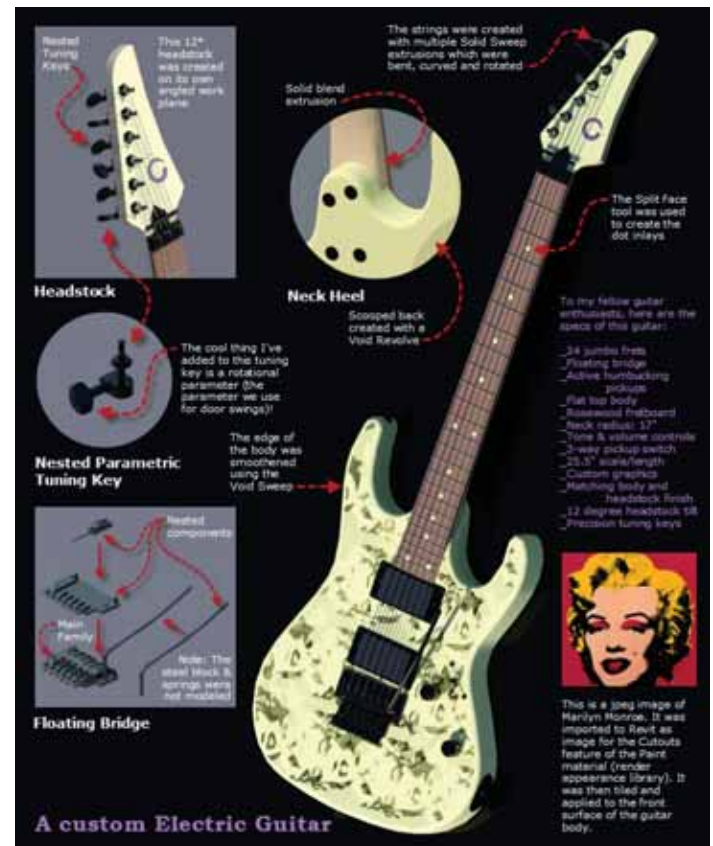 Nested
Tuning
Keys
This 12°
headstock
was created
on its own
angled work
plane
Headstock
Solid blend
extrusion
Neck Heel
Scooped back
created with a
Void Revolve
The strings were created
with multiple Solid Sweep
extrusions which were
bent, curved and rotated
The Split Face
tool was used
to create the
dot inlays
The cool thing I've
added to this tuning
key is a rotational
parameter (the
parameter we use
for door swings)!
Nested Parametric
Tuning Key
The edge of
the body was
smoothened
using the
Void Sweep
To my fellow guitar
enthusiasts, here are the
specs of this guitar:
_24 jumbo frets
_Floating bridge
_Active humbucking
pickups
_Flat top body
_Rosewood fretboard
_Neck radius: 17"
_Tone & volume controls
_3-way pickup switch
_25.5" scale/length
_Custom graphics
_Matching body and
headstock finish
_12 degree headstock tilt
_Precision tuning keys
Nested
components
Main
Family
Note: The
steel block &
springs were
not modeled
Floating Bridge
This is a jpeg image of
Marilyn Monroe. It was
imported to Revit as
image for the Cutouts
feature of the Paint
material (render
appearance library). It
was then tiled and
applied to the front
surface of the guitar
body.
A custom Electric Guitar